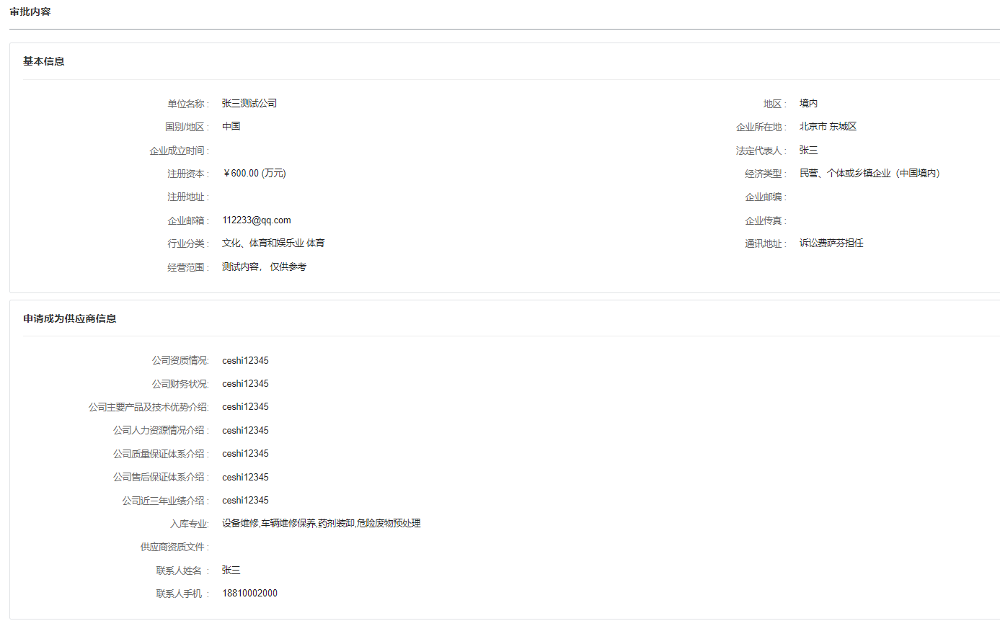 审批内容
基本信息
单位名称： 张三测试公司 地区： 境内
国别/地区： 中国 企业所在地： 北京市 东城区
企业成立时间： 法定代表人： 张三
注册资本： ￥600.00 (万元) 经济类型： 民营、个体或乡镇企业（中国境内）
注册地址： 企业邮编：
企业邮箱： 112233@qq.com 企业传真：
行业分类： 文化、体育和娱乐业 体育 通讯地址： 诉讼费萨芬担任
经营范围： 测试内容， 仅供参考
申请成为供应商信息
公司资质情况: ceshi12345
公司财务状况: ceshi12345
公司主要产品及技术优势介绍: ceshi12345
公司人力资源情况介绍： ceshi12345
公司质量保证体系介绍： ceshi12345
公司售后保证体系介绍： ceshi12345
公司近三年业绩介绍： ceshi12345
入库专业: 设备维修,车辆维修保养,药剂装卸,危险废物预处理
供应商资质文件：
联系人姓名 ： 张三
联系人手机 ： 18810002000